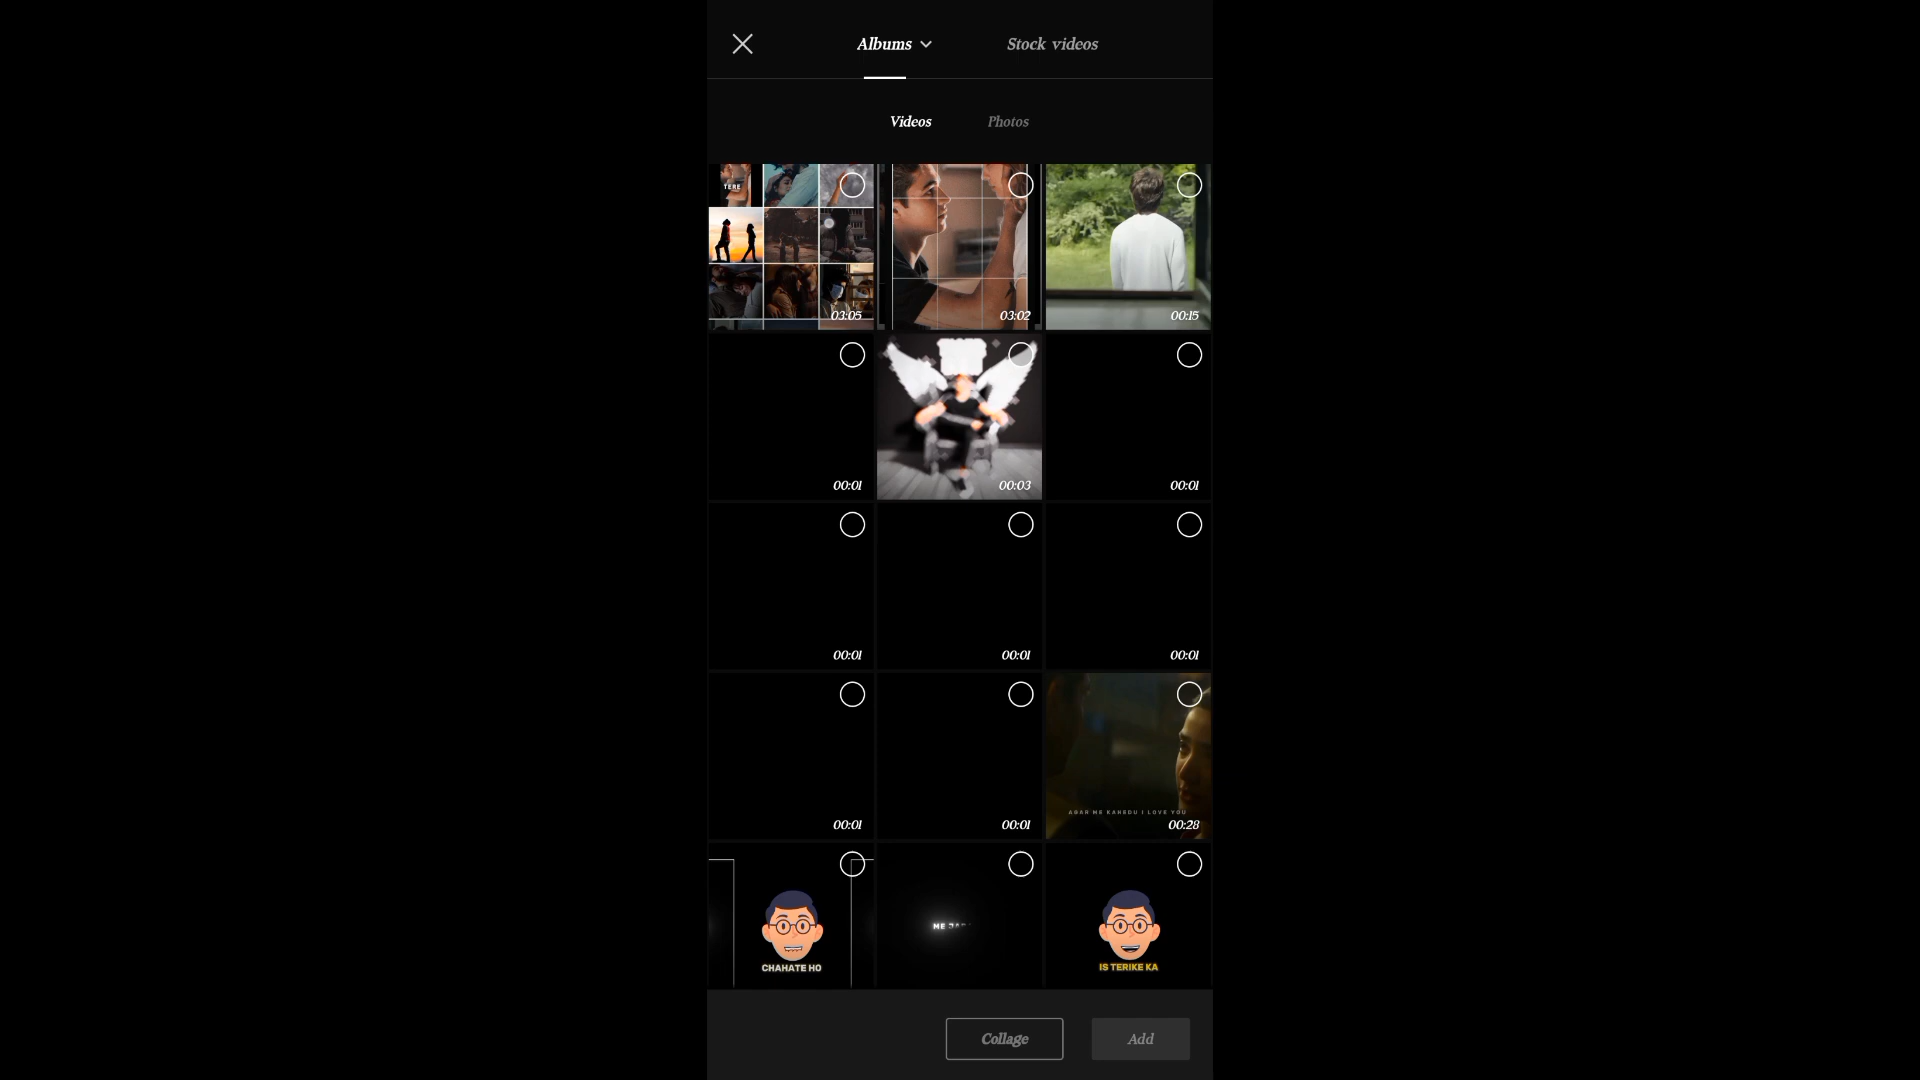 Albums
Stock videos
Videos
Photos
TERE
03:05
03:02
00:15
00:01
00:03
00:01
00:01
00:01
00:01
00:01
00:01
AGAR ME KAHEDU I LOVE YOU
00:28
CHAHATE HO
ME
IS TERIKE KA
Collage
Add